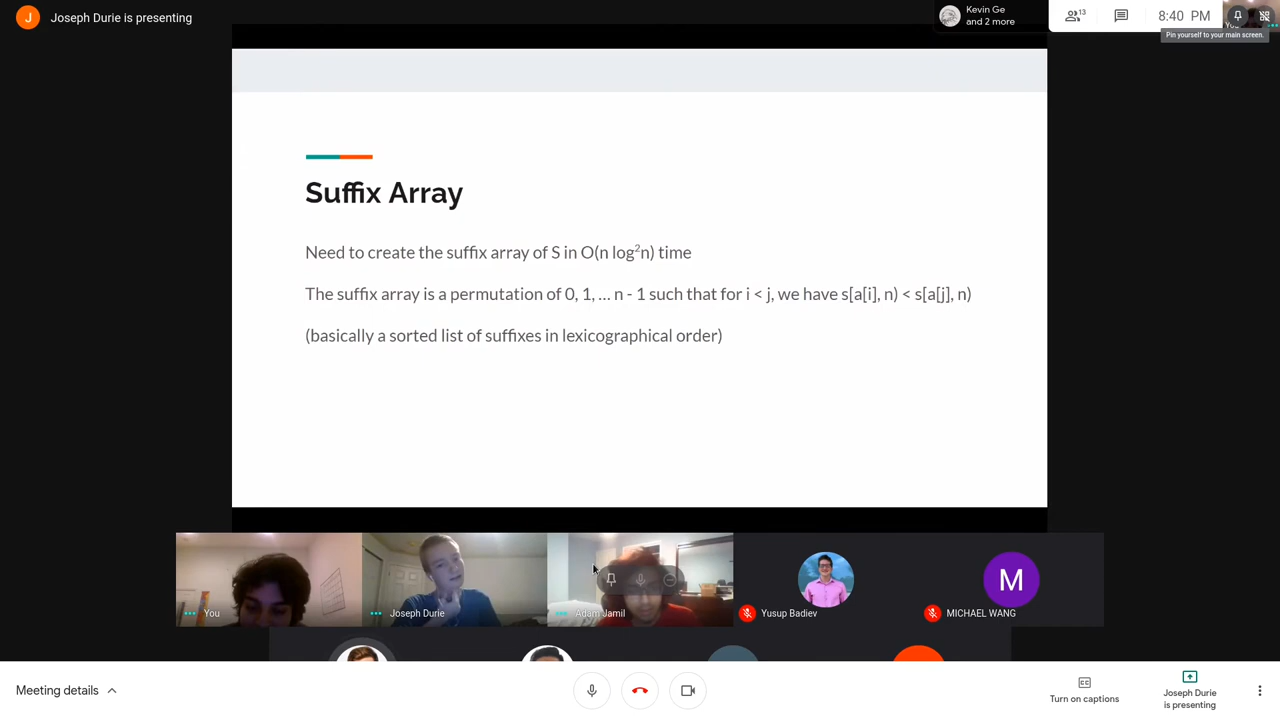 J
Joseph Durie is presenting
Kevin Ge
and 2 more
13
8:40 PM
Pin yourself to your main screen.
Suffix Array
Need to create the suffix array of S in O(n log²n) time
The suffix array is a permutation of 0, 1, … n - 1 such that for i < j, we have s[a[i], n) < s[a[j], n)
(basically a sorted list of suffixes in lexicographical order)
You
Joseph Durie
Adam Jamil
Yusup Badiev
M
MICHAEL WANG
Meeting details
CC
Turn on captions
Joseph Durie
is presenting